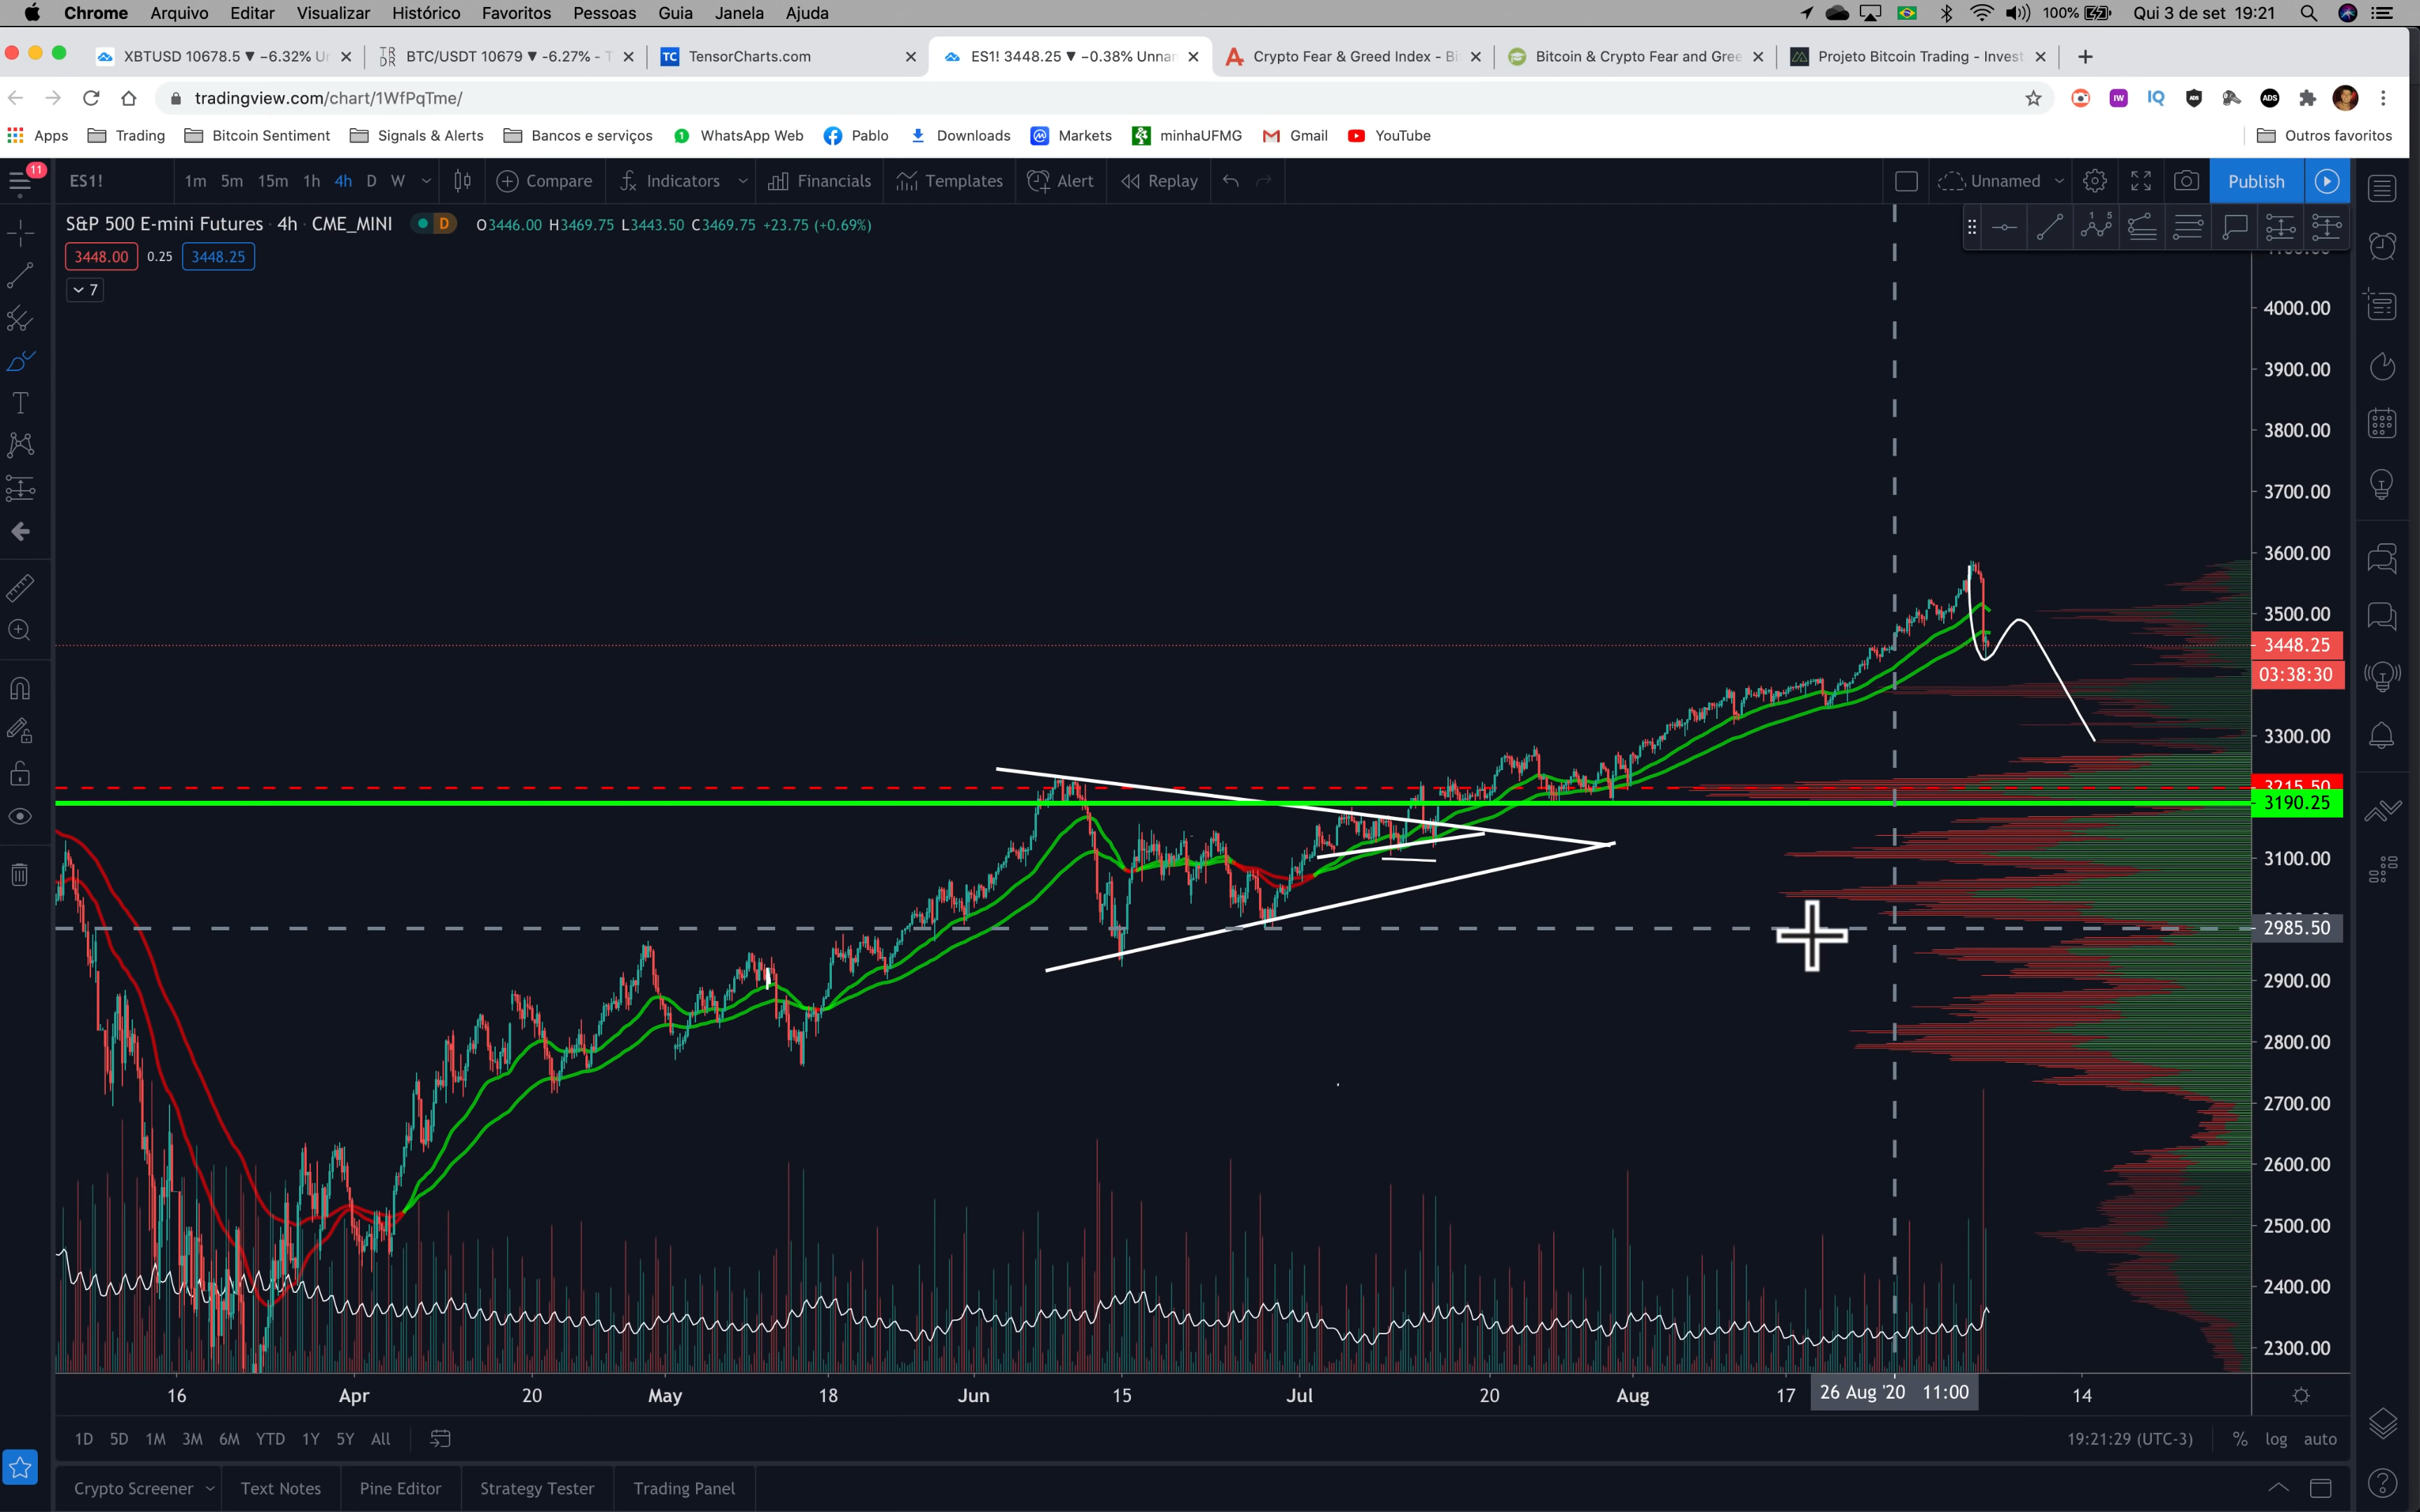 Chrome Arquivo Editar Visualizar Histórico Favoritos Pessoas Guia Janela Ajuda 100% Qui 3 de set 19:21
XBTUSD 10678.5 ▼ −6.32% BTC/USDT 10679 ▼ -6.27% - TensorCharts.com ES1! 3448.25 ▼ −0.38% Unnan Crypto Fear & Greed Index - Bi Bitcoin & Crypto Fear and Gree Projeto Bitcoin Trading - Invest
tradingview.com/chart/1WfPqTme/
Apps Trading Bitcoin Sentiment Signals & Alerts Bancos e serviços WhatsApp Web Pablo Downloads Markets minhaUFMG Gmail YouTube Outros favoritos
11
ES1! 1m 5m 15m 1h 4h D W Compare Indicators Financials Templates Alert Replay Unnamed Publish
S&P 500 E-mini Futures · 4h · CME_MINI D O3446.00 H3469.75 L3443.50 C3469.75 +23.75 (+0.69%)
3448.00 0.25 3448.25
7
4000.00
3900.00
3800.00
3700.00
3600.00
3500.00
3448.25
03:38:30
3300.00
3215.50
3190.25
3100.00
2985.50
2900.00
2800.00
2700.00
2600.00
2500.00
2400.00
2300.00
16 Apr 20 May 18 Jun 15 Jul 20 Aug 17 26 Aug '20 11:00 14
1D 5D 1M 3M 6M YTD 1Y 5Y All 19:21:29 (UTC-3) % log auto
Crypto Screener Text Notes Pine Editor Strategy Tester Trading Panel